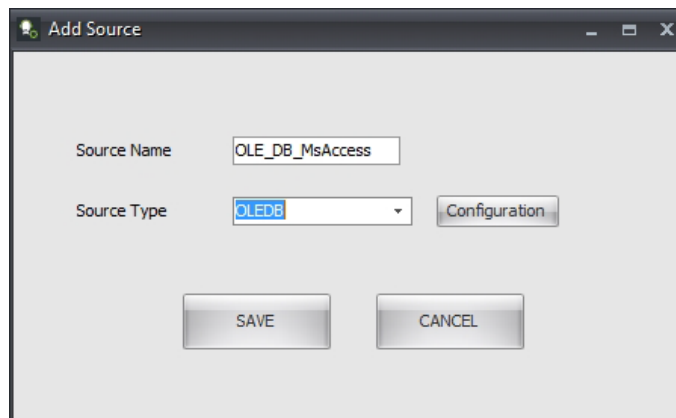 Add Source
Source Name OLE_DB_MsAccess
Source Type OLEDB Configuration
SAVE CANCEL